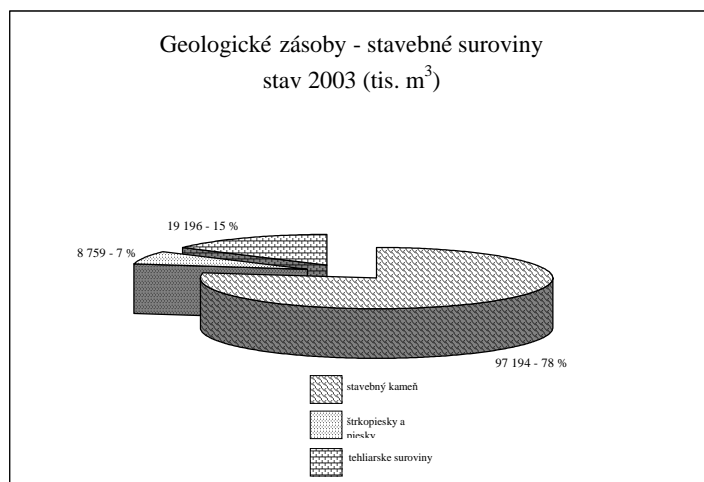 Geologické zásoby - stavebné suroviny
stav 2003 (tis. m³)
19 196 - 15 %
8 759 - 7 %
97 194 - 78 %
stavebný kameň
štrkopiesky a
piesky
tehliarske suroviny